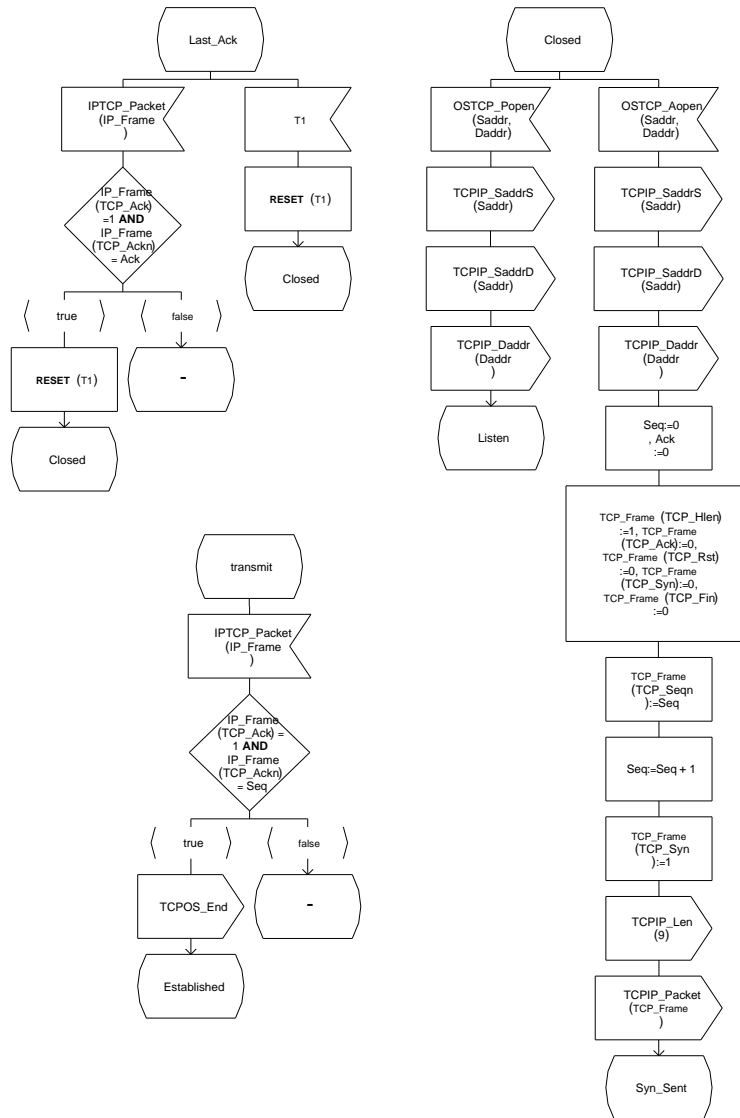 Last_Ack
IPTCP_Packet
(IP_Frame
)
T1
IP_Frame
(TCP_Ack)
=1 AND
IP_Frame
(TCP_Ackn)
= Ack
RESET (T1)
Closed
true
false
RESET (T1)
-
Closed
transmit
IPTCP_Packet
(IP_Frame
)
IP_Frame
(TCP_Ack) =
1 AND
IP_Frame
(TCP_Ackn)
= Seq
true
false
TCPOS_End
-
Established
Closed
OSTCP_Popen
(Saddr,
Daddr)
TCPIP_SaddrS
(Saddr)
TCPIP_SaddrD
(Saddr)
TCPIP_Daddr
(Daddr
)
Listen
OSTCP_Aopen
(Saddr,
Daddr)
TCPIP_SaddrS
(Saddr)
TCPIP_SaddrD
(Saddr)
TCPIP_Daddr
(Daddr
)
Seq:=0
, Ack
:=0
TCP_Frame (TCP_Hlen)
:=1, TCP_Frame
(TCP_Ack):=0,
TCP_Frame (TCP_Rst)
:=0, TCP_Frame
(TCP_Syn):=0,
TCP_Frame (TCP_Fin)
:=0
TCP_Frame
(TCP_Seqn
):=Seq
Seq:=Seq + 1
TCP_Frame
(TCP_Syn
):=1
TCPIP_Len
(9)
TCPIP_Packet
(TCP_Frame
)
Syn_Sent